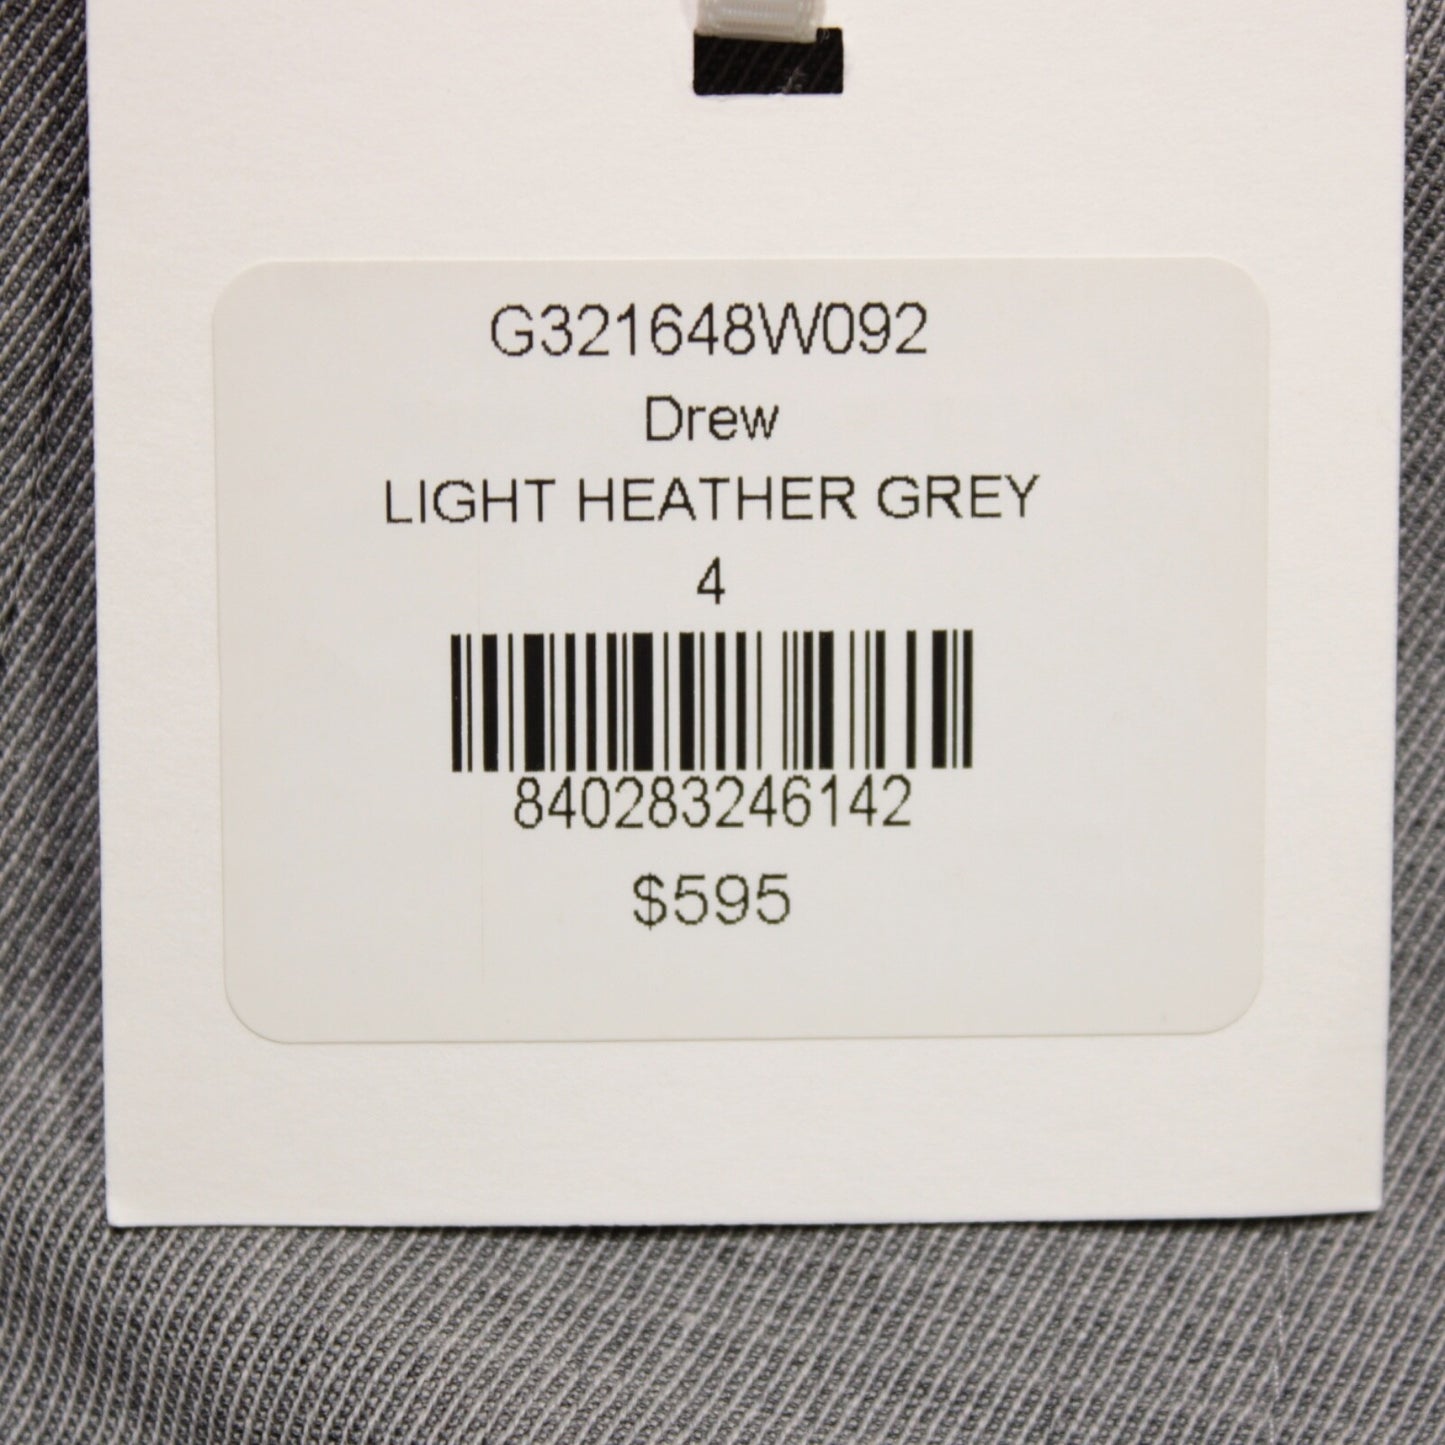 G321648W092
Drew
LIGHT HEATHER GREY
4
840283246142
$595